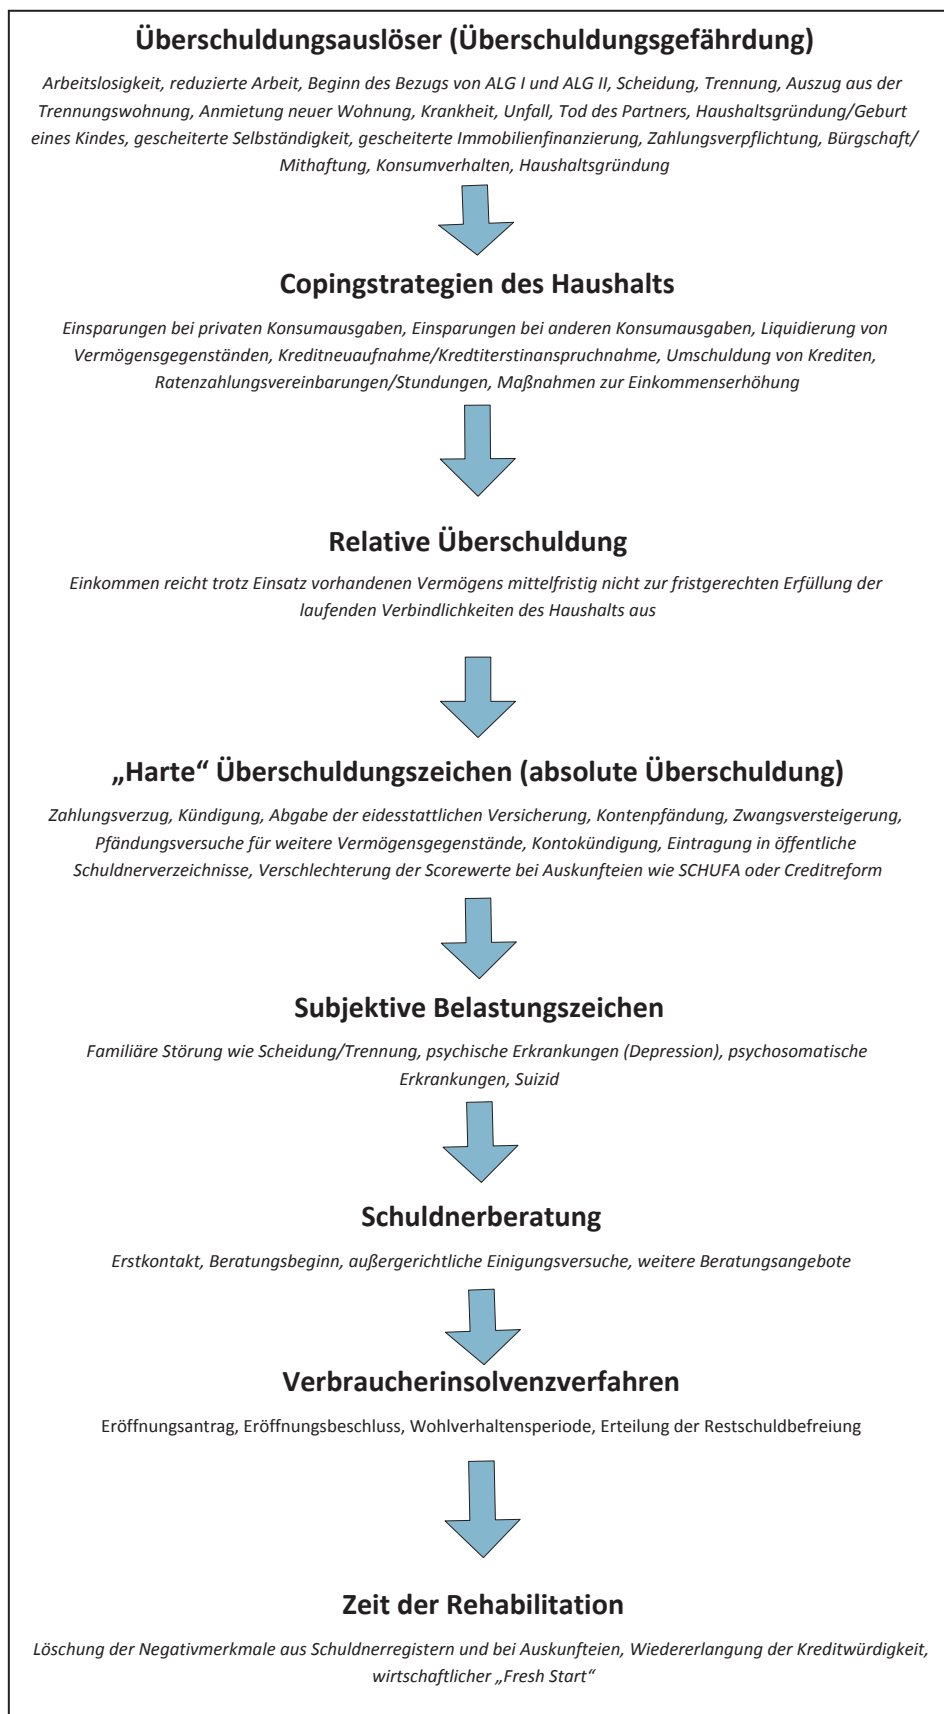 Überschuldungsauslöser (Überschuldungsgefährdung)
Arbeitslosigkeit, reduzierte Arbeit, Beginn des Bezugs von ALG I und ALG II, Scheidung, Trennung, Auszug aus der
Trennungswohnung, Anmietung neuer Wohnung, Krankheit, Unfall, Tod des Partners, Haushaltsgründung/Geburt
eines Kindes, gescheiterte Selbständigkeit, gescheiterte Immobilienfinanzierung, Zahlungsverpflichtung, Bürgschaft/
Mithaftung, Konsumverhalten, Haushaltsgründung
Copingstrategien des Haushalts
Einsparungen bei privaten Konsumausgaben, Einsparungen bei anderen Konsumausgaben, Liquidierung von
Vermögensgegenständen, Kreditneuaufnahme/Kredtiterstinanspruchnahme, Umschuldung von Krediten,
Ratenzahlungsvereinbarungen/Stundungen, Maßnahmen zur Einkommenserhöhung
Relative Überschuldung
Einkommen reicht trotz Einsatz vorhandenen Vermögens mittelfristig nicht zur fristgerechten Erfüllung der
laufenden Verbindlichkeiten des Haushalts aus
„Harte“ Überschuldungszeichen (absolute Überschuldung)
Zahlungsverzug, Kündigung, Abgabe der eidesstattlichen Versicherung, Kontenpfändung, Zwangsversteigerung,
Pfändungsversuche für weitere Vermögensgegenstände, Kontokündigung, Eintragung in öffentliche
Schuldnerverzeichnisse, Verschlechterung der Scorewerte bei Auskunfteien wie SCHUFA oder Creditreform
Subjektive Belastungszeichen
Familiäre Störung wie Scheidung/Trennung, psychische Erkrankungen (Depression), psychosomatische
Erkrankungen, Suizid
Schuldnerberatung
Erstkontakt, Beratungsbeginn, außergerichtliche Einigungsversuche, weitere Beratungsangebote
Verbraucherinsolvenzverfahren
Eröffnungsantrag, Eröffnungsbeschluss, Wohlverhaltensperiode, Erteilung der Restschuldbefreiung
Zeit der Rehabilitation
Löschung der Negativmerkmale aus Schuldnerregistern und bei Auskunfteien, Wiedererlangung der Kreditwürdigkeit,
wirtschaftlicher „Fresh Start“